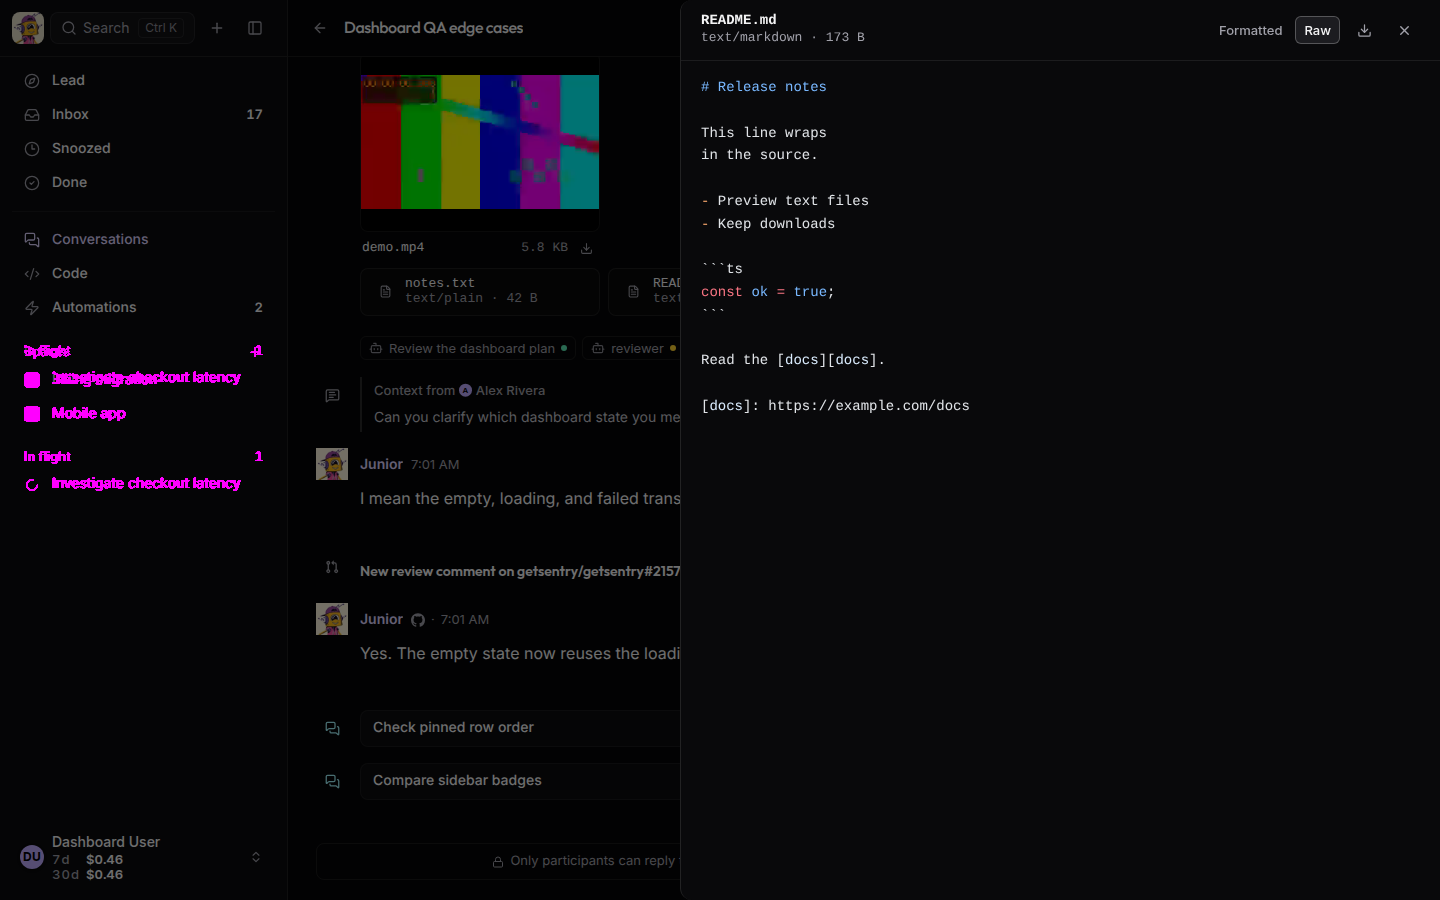 Search Ctrl K
Lead
Inbox 17
Snoozed
Done
Conversations
Code
Automations 2
Mobile app
In flight 1
Investigate checkout latency
Dashboard User
DU
7d $0.46
30d $0.46
Dashboard QA edge cases
demo.mp4 5.8 KB
notes.txt
text/plain · 42 B
READ
text
Review the dashboard plan
reviewer
Context from A Alex Rivera
Can you clarify which dashboard state you me
Junior 7:01 AM
I mean the empty, loading, and failed trans
New review comment on getsentry/getsentry#2157
Junior · 7:01 AM
Yes. The empty state now reuses the loadi
Check pinned row order
Compare sidebar badges
Only participants can reply
README.md
text/markdown · 173 B
Formatted Raw
# Release notes
This line wraps
in the source.
- Preview text files
- Keep downloads
```ts
const ok = true;
```
Read the [docs][docs].
[docs]: https://example.com/docs